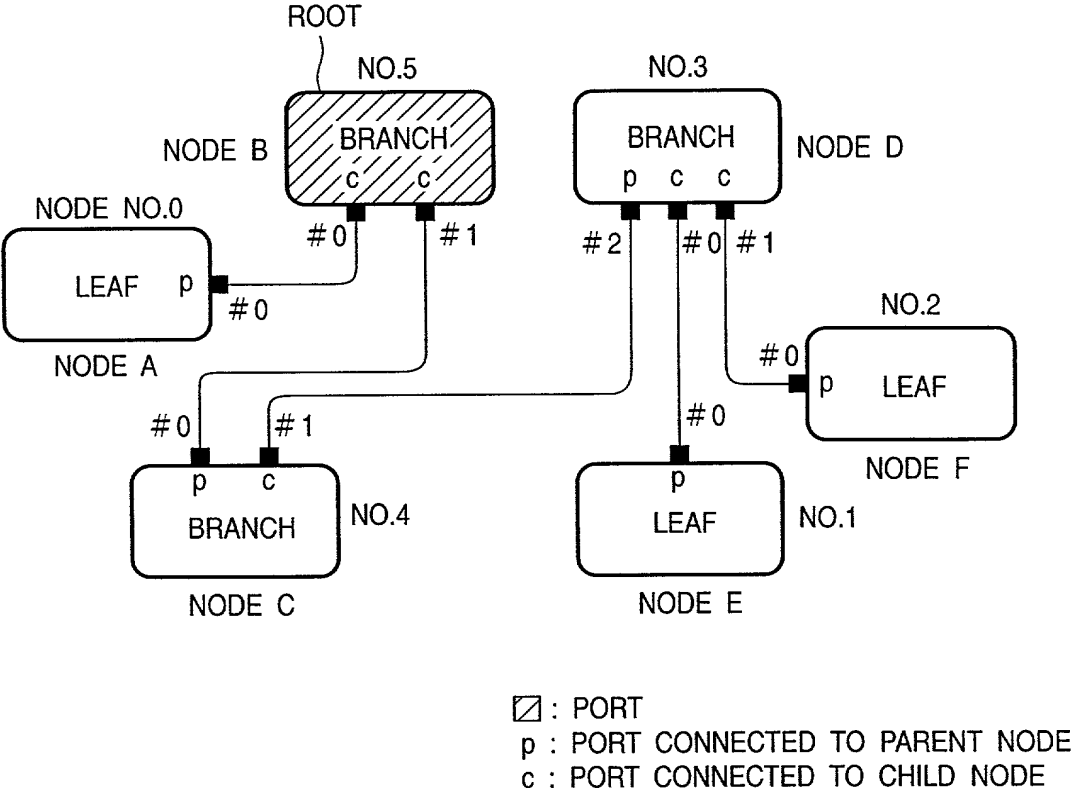 ROOT
NO.5
NO.3
NODE B
BRANCH
c c
BRANCH
p c c
NODE D
NODE NO.0
#0
#1
#2
#0
#1
LEAF p
#0
NODE A
NO.2
#0
p LEAF
NODE F
#0
#1
p c
BRANCH
NO.4
NODE C
#0
p
LEAF
NO.1
NODE E
: PORT
p : PORT CONNECTED TO PARENT NODE
c : PORT CONNECTED TO CHILD NODE